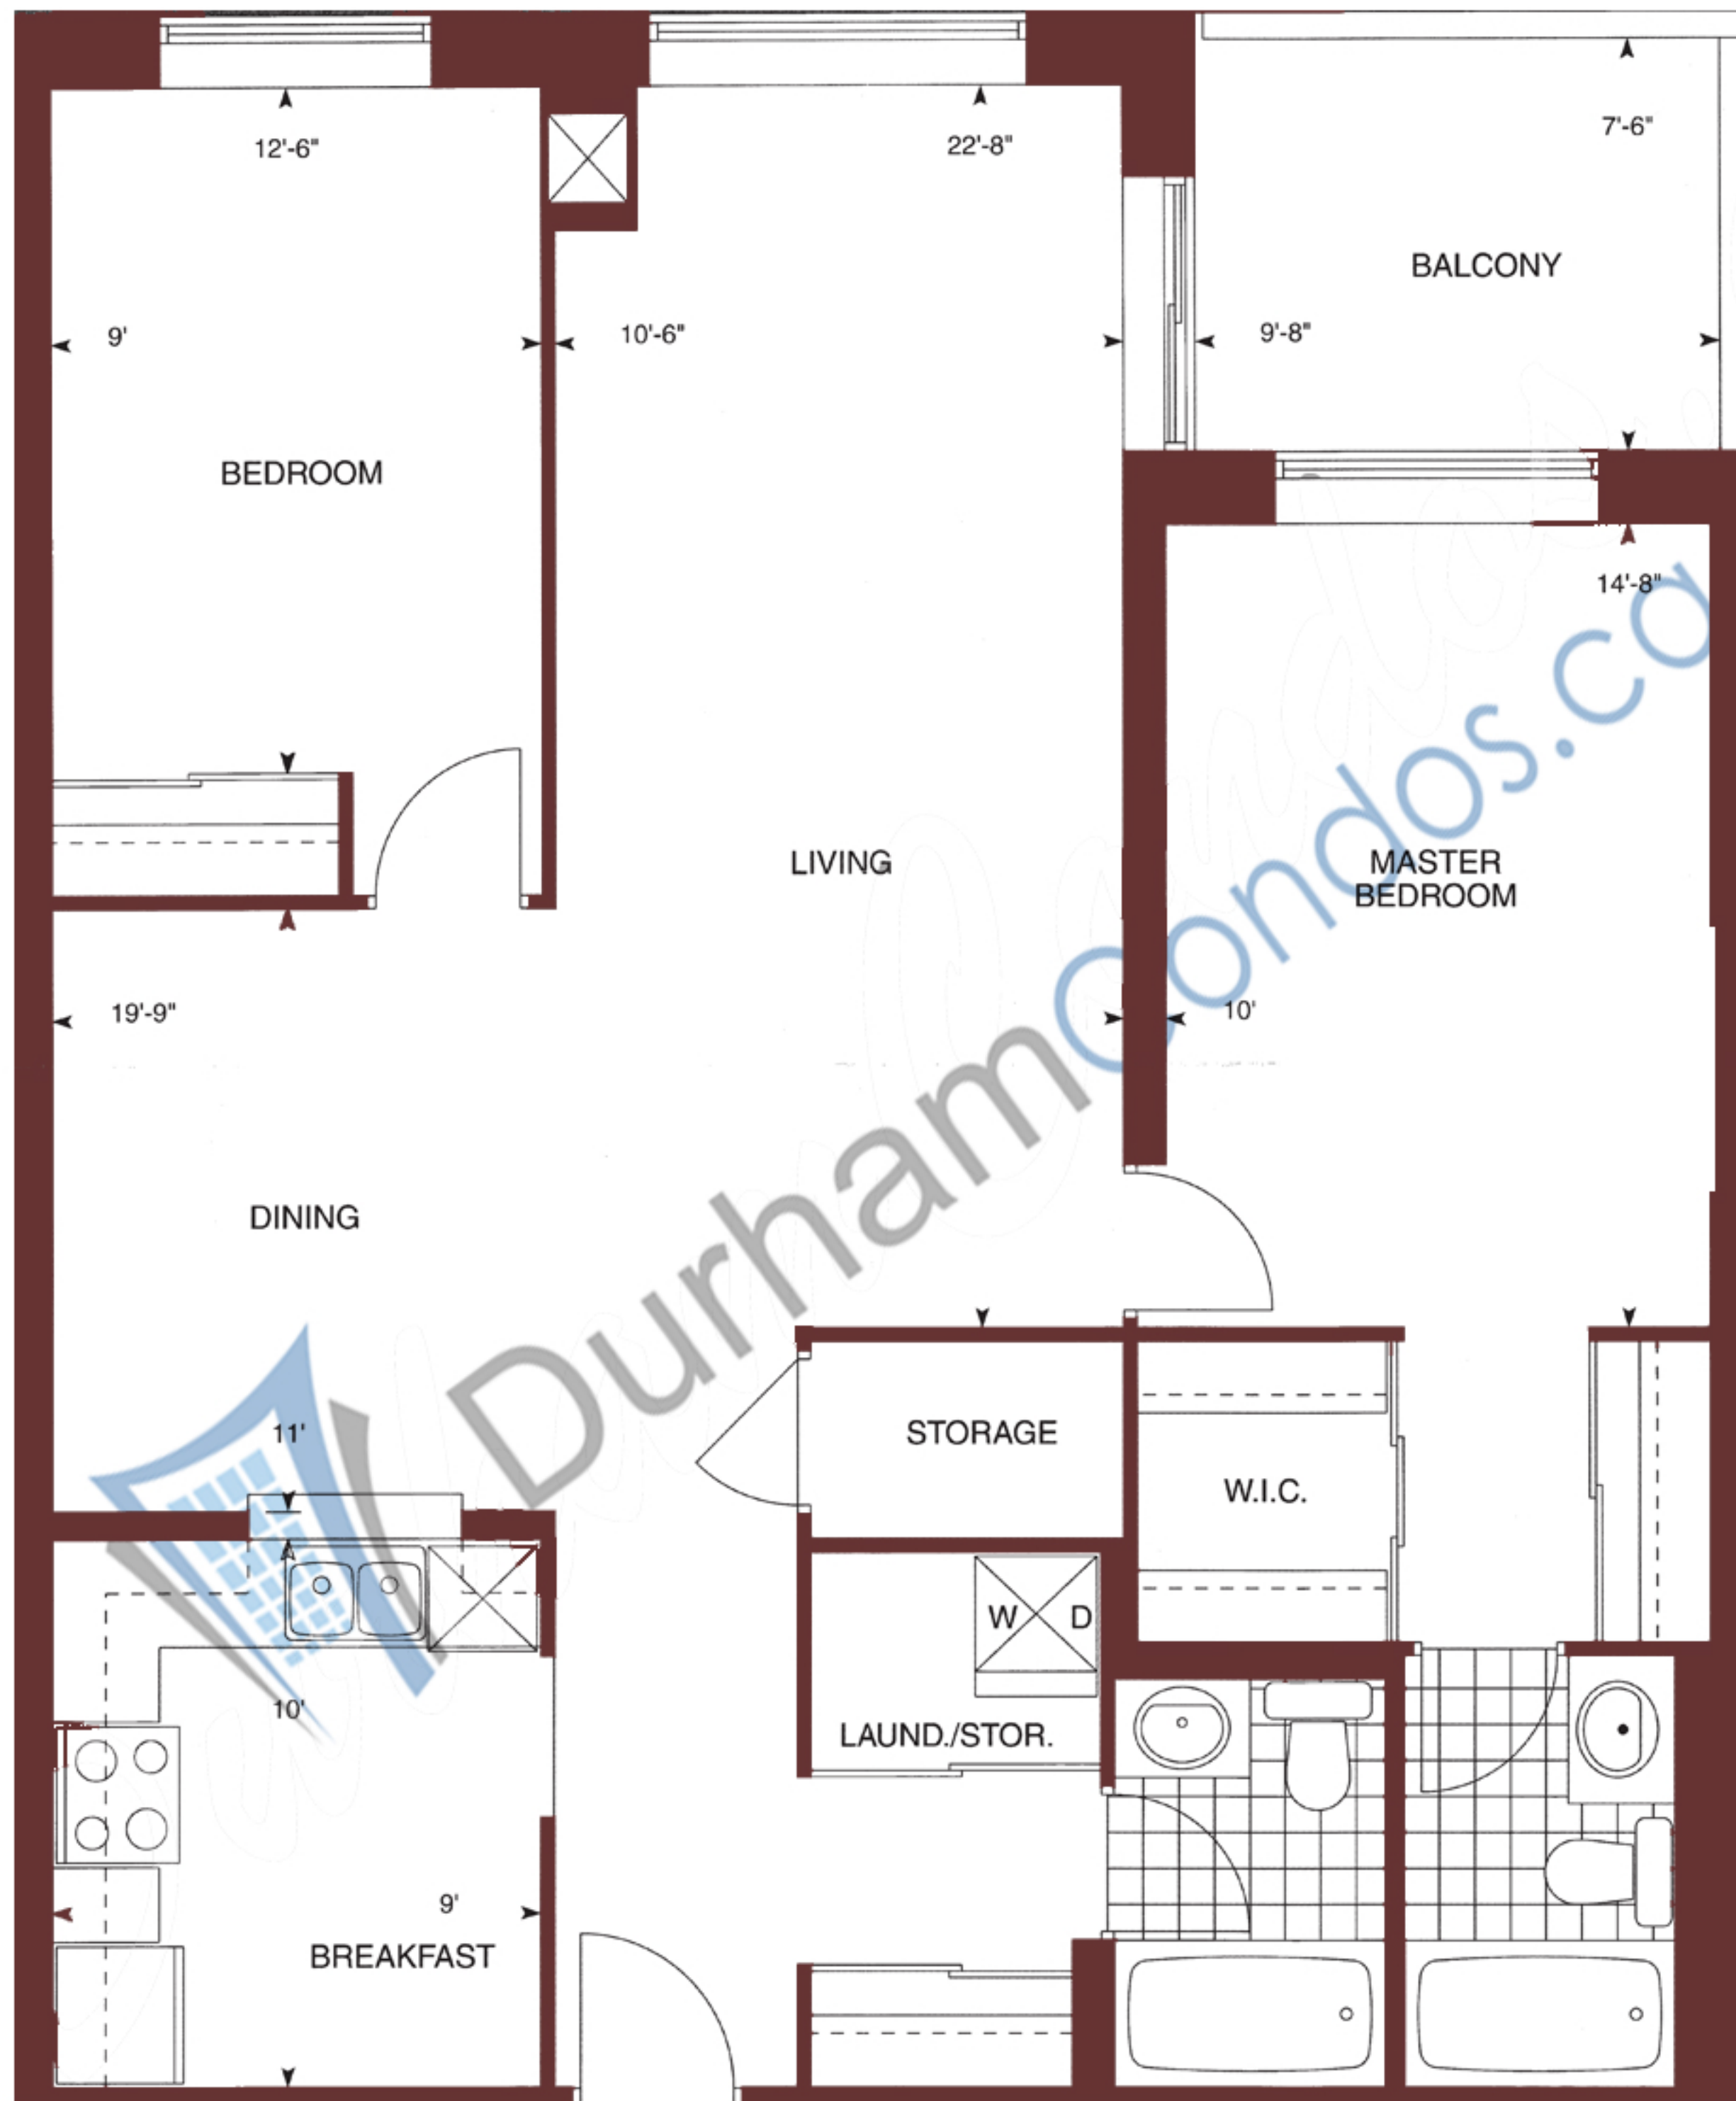 12'-6"
22'-8"
7'-6"
BALCONY
9'
10'-6"
9'-8"
BEDROOM
14'-8"
LIVING
MASTER
BEDROOM
19'-9"
10'
DurhamCondos.ca
DINING
11'
STORAGE
W.I.C.
W D
10'
LAUND./STOR.
9'
BREAKFAST